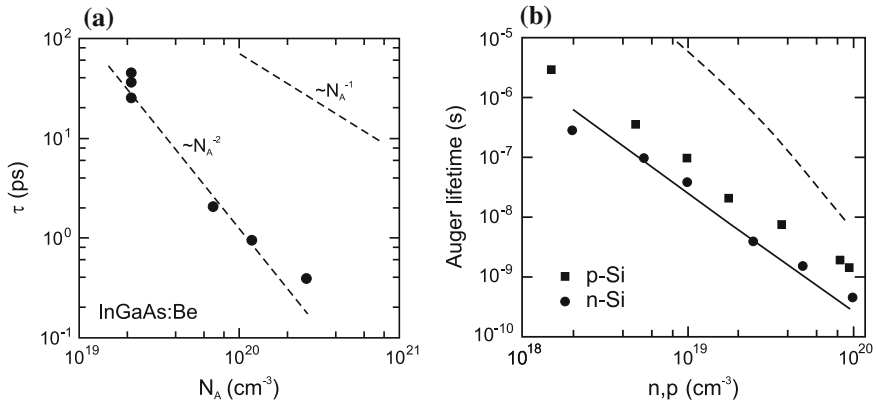 (a)
10²
10¹
10⁰
10⁻¹
τ (ps)
~N_A⁻¹
~N_A⁻²
InGaAs:Be
10¹⁹
10²⁰
10²¹
N_A (cm⁻³)
(b)
10⁻⁵
10⁻⁶
10⁻⁷
10⁻⁸
10⁻⁹
10⁻¹⁰
Auger lifetime (s)
p-Si
n-Si
10¹⁸
10¹⁹
10²⁰
n,p (cm⁻³)